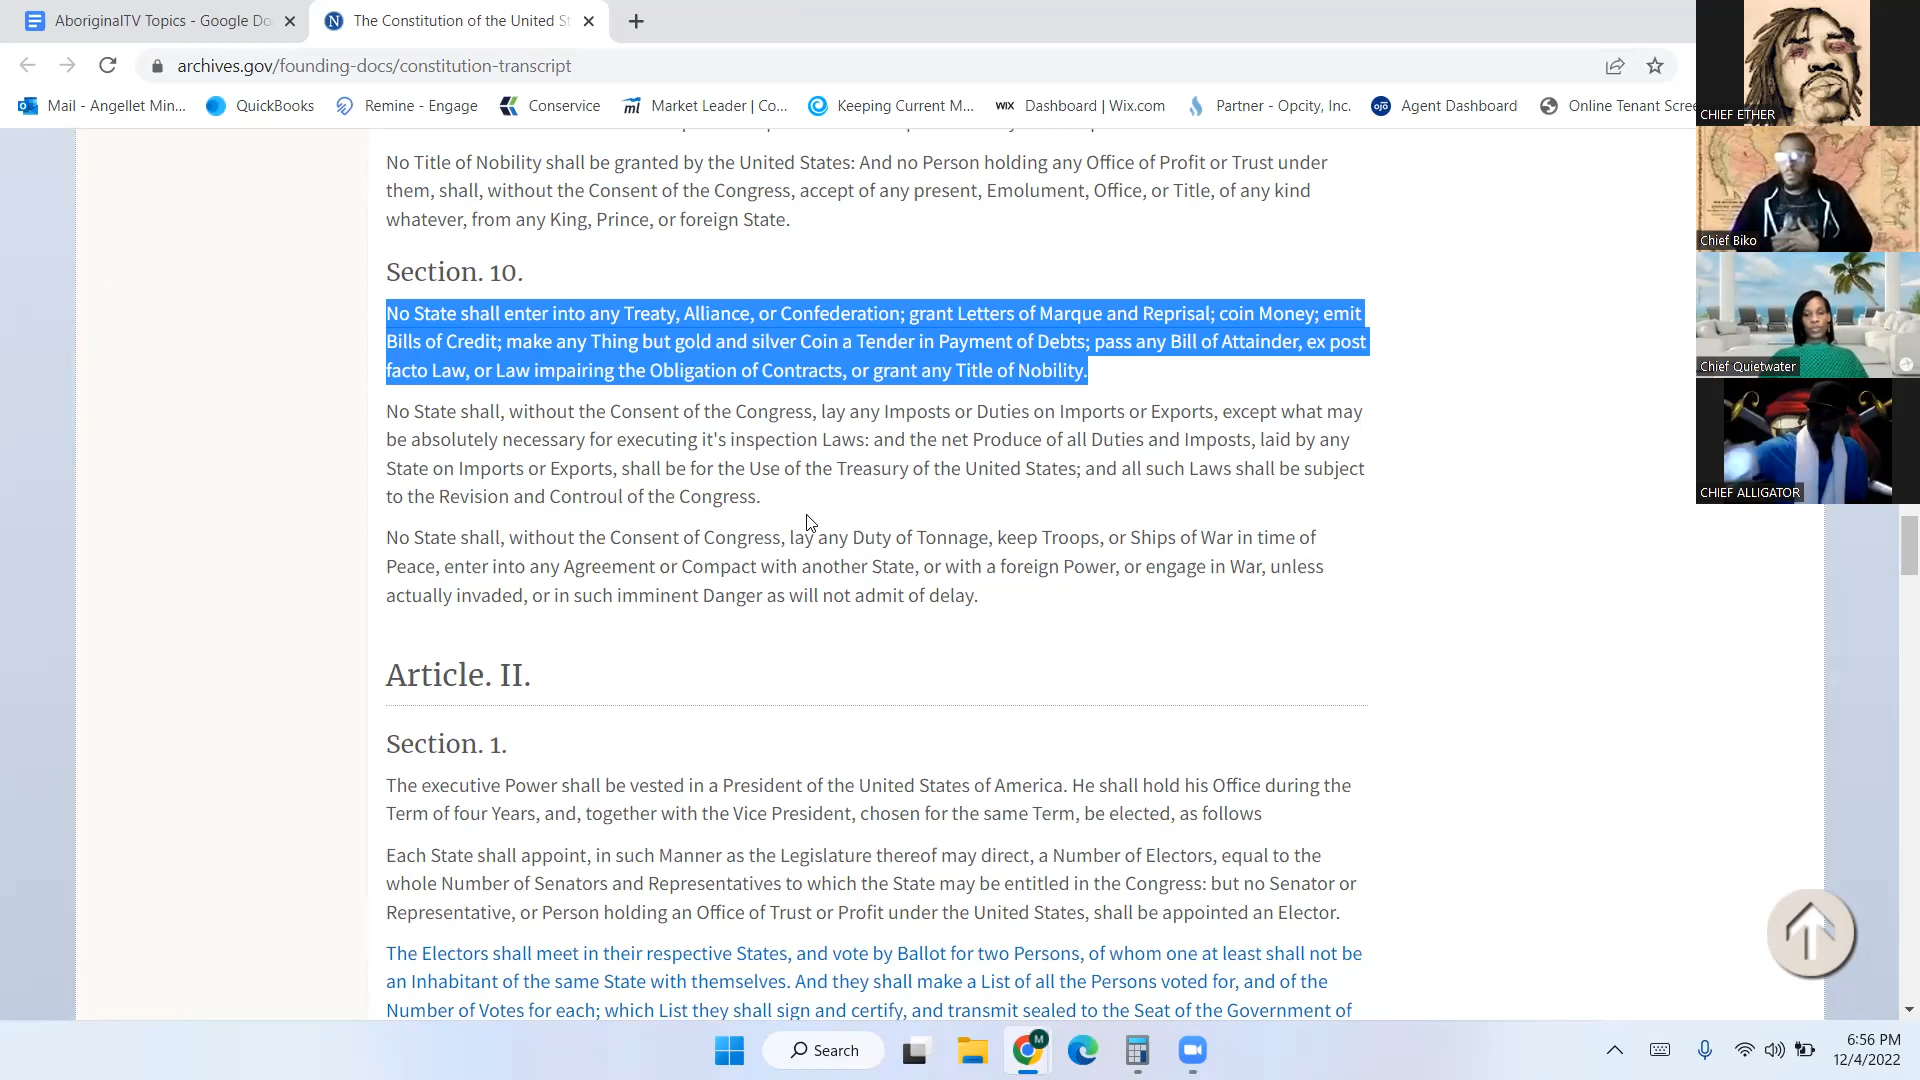 AboriginalTV Topics - Google Do
The Constitution of the United St
archives.gov/founding-docs/constitution-transcript
Mail - Angellet Min...
QuickBooks
Remine - Engage
Conservice
Market Leader | Co...
Keeping Current M...
WIX Dashboard | Wix.com
Partner - Opcity, Inc.
ojo Agent Dashboard
Online Tenant Scre
No Title of Nobility shall be granted by the United States: And no Person holding any Office of Profit or Trust under
them, shall, without the Consent of the Congress, accept of any present, Emolument, Office, or Title, of any kind
whatever, from any King, Prince, or foreign State.
Section. 10.
No State shall enter into any Treaty, Alliance, or Confederation; grant Letters of Marque and Reprisal; coin Money; emit
Bills of Credit; make any Thing but gold and silver Coin a Tender in Payment of Debts; pass any Bill of Attainder, ex post
facto Law, or Law impairing the Obligation of Contracts, or grant any Title of Nobility.
No State shall, without the Consent of the Congress, lay any Imposts or Duties on Imports or Exports, except what may
be absolutely necessary for executing it's inspection Laws: and the net Produce of all Duties and Imposts, laid by any
State on Imports or Exports, shall be for the Use of the Treasury of the United States; and all such Laws shall be subject
to the Revision and Controul of the Congress.
No State shall, without the Consent of Congress, lay any Duty of Tonnage, keep Troops, or Ships of War in time of
Peace, enter into any Agreement or Compact with another State, or with a foreign Power, or engage in War, unless
actually invaded, or in such imminent Danger as will not admit of delay.
Article. II.
Section. 1.
The executive Power shall be vested in a President of the United States of America. He shall hold his Office during the
Term of four Years, and, together with the Vice President, chosen for the same Term, be elected, as follows
Each State shall appoint, in such Manner as the Legislature thereof may direct, a Number of Electors, equal to the
whole Number of Senators and Representatives to which the State may be entitled in the Congress: but no Senator or
Representative, or Person holding an Office of Trust or Profit under the United States, shall be appointed an Elector.
The Electors shall meet in their respective States, and vote by Ballot for two Persons, of whom one at least shall not be
an Inhabitant of the same State with themselves. And they shall make a List of all the Persons voted for, and of the
Number of Votes for each; which List they shall sign and certify, and transmit sealed to the Seat of the Government of
CHIEF ETHER
Chief Biko
Chief Quietwater
CHIEF ALLIGATOR
Search
M
6:56 PM
12/4/2022